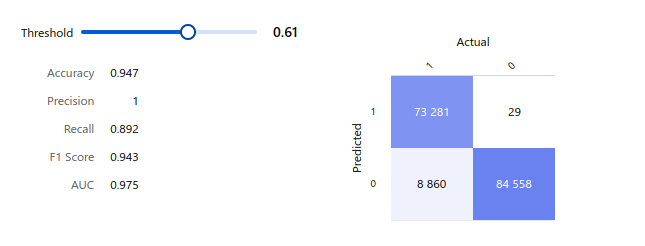 Threshold 0.61
Accuracy 0.947
Precision 1
Recall 0.892
F1 Score 0.943
AUC 0.975
Actual
1 0
Predicted
1 73 281 29
0 8 860 84 558